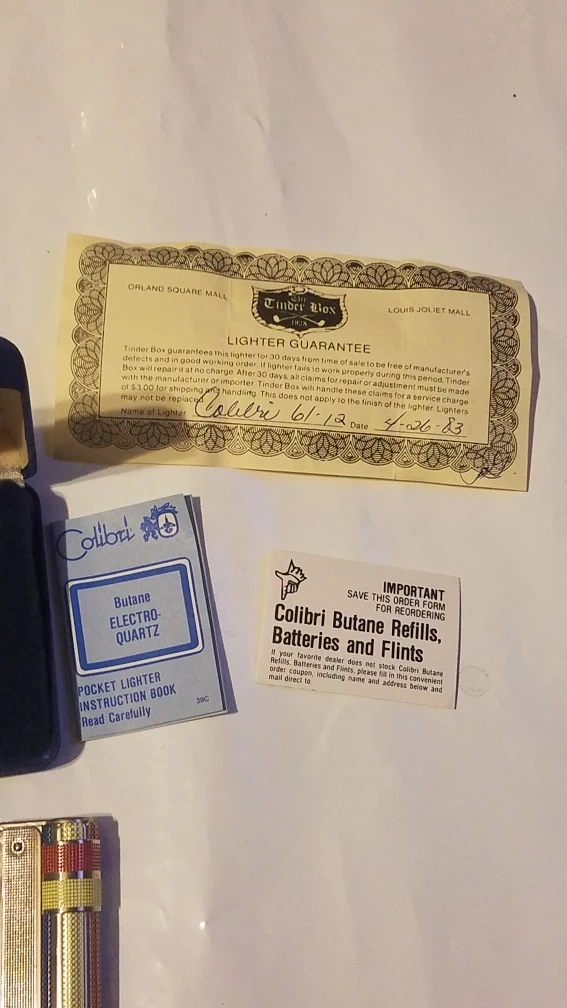 ORLAND SQUARE MALL
THE
Tinder Box
1928
LOUIS JOLIET MALL
LIGHTER GUARANTEE
Tinder Box guarantees this lighter for 30 days from time of sale to be free of manufacturer's
defects and in good working order. If lighter fails to work properly during this period, Tinder
Box will repair it at no charge. After 30 days, all claims for repair or adjustment must be made
with the manufacturer or importer. Tinder Box will handle these claims for a service charge
of $3.00 for shipping and handling. This does not apply to the finish of the lighter. Lighters
may not be replaced.
Name of Lighter Colibri 61-12 Date 4-26-83
Colibri
Butane
ELECTRO-
QUARTZ
POCKET LIGHTER
INSTRUCTION BOOK
Read Carefully
39C
IMPORTANT
SAVE THIS ORDER FORM
FOR REORDERING
Colibri Butane Refills,
Batteries and Flints
If your favorite dealer does not stock Colibri Butane
Refills, Batteries and Flints, please fill in this convenient
order coupon, including name and address below and
mail direct to